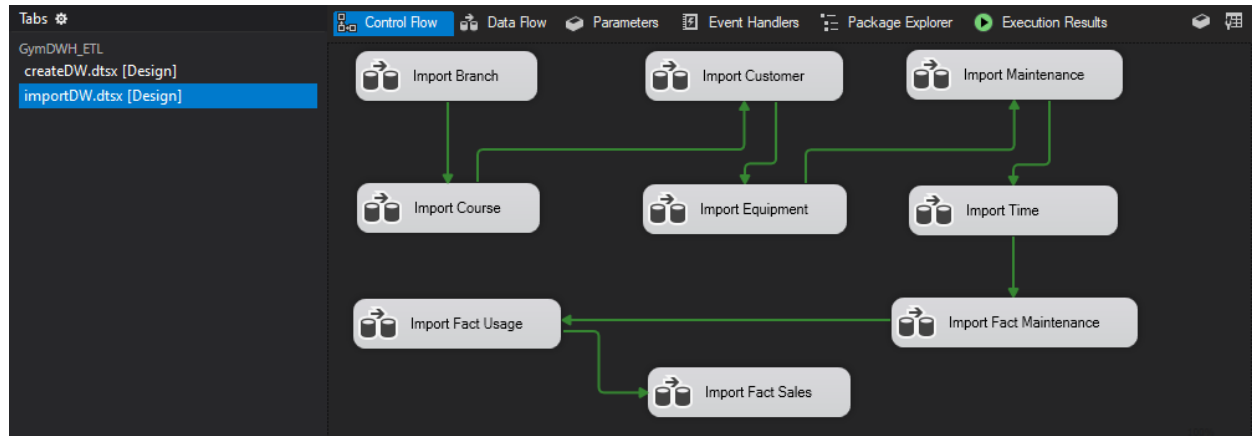 Tabs
Control Flow
Data Flow
Parameters
Event Handlers
Package Explorer
Execution Results
GymDWH_ETL
createDW.dtsx [Design]
importDW.dtsx [Design]
Import Branch
Import Customer
Import Maintenance
Import Course
Import Equipment
Import Time
Import Fact Usage
Import Fact Maintenance
Import Fact Sales